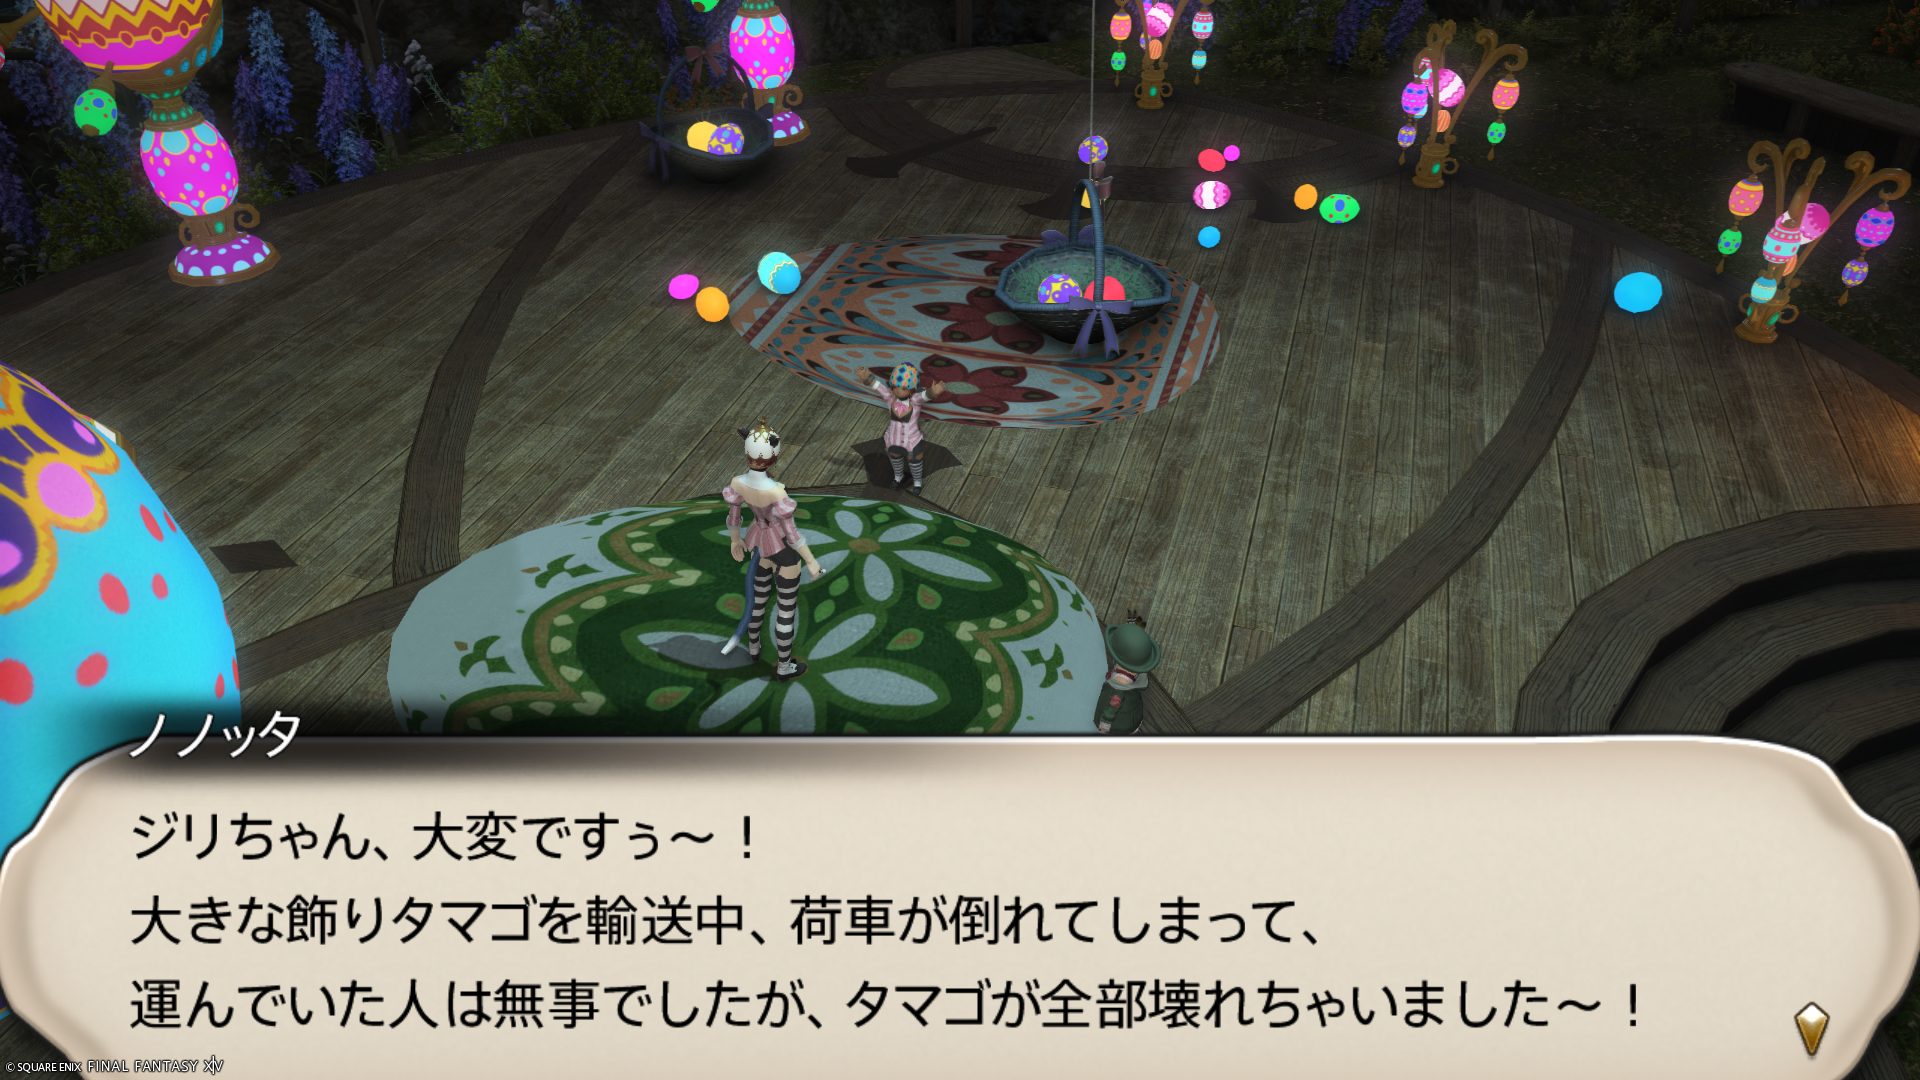 ノノッタ
ジリちゃん、大変ですぅ～！
大きな飾りタマゴを輸送中、荷車が倒れてしまって、
運んでいた人は無事でしたが、タマゴが全部壊れちゃいました～！
© SQUARE ENIX FINAL FANTASY XIV